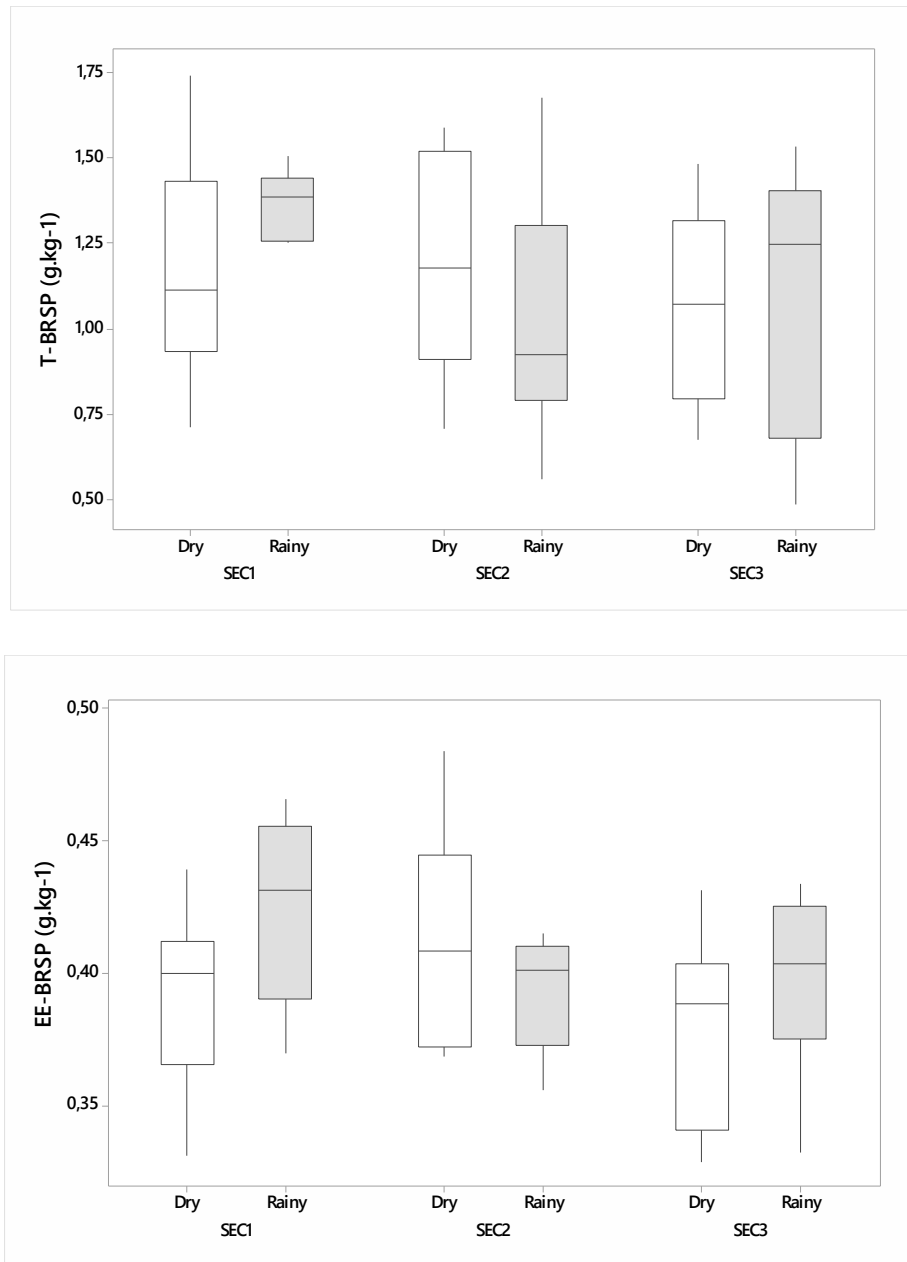 T-BRSP (g.kg-1)
1,75
1,50
1,25
1,00
0,75
0,50
Dry Rainy Dry Rainy Dry Rainy
SEC1 SEC2 SEC3
EE-BRSP (g.kg-1)
0,50
0,45
0,40
0,35
Dry Rainy Dry Rainy Dry Rainy
SEC1 SEC2 SEC3